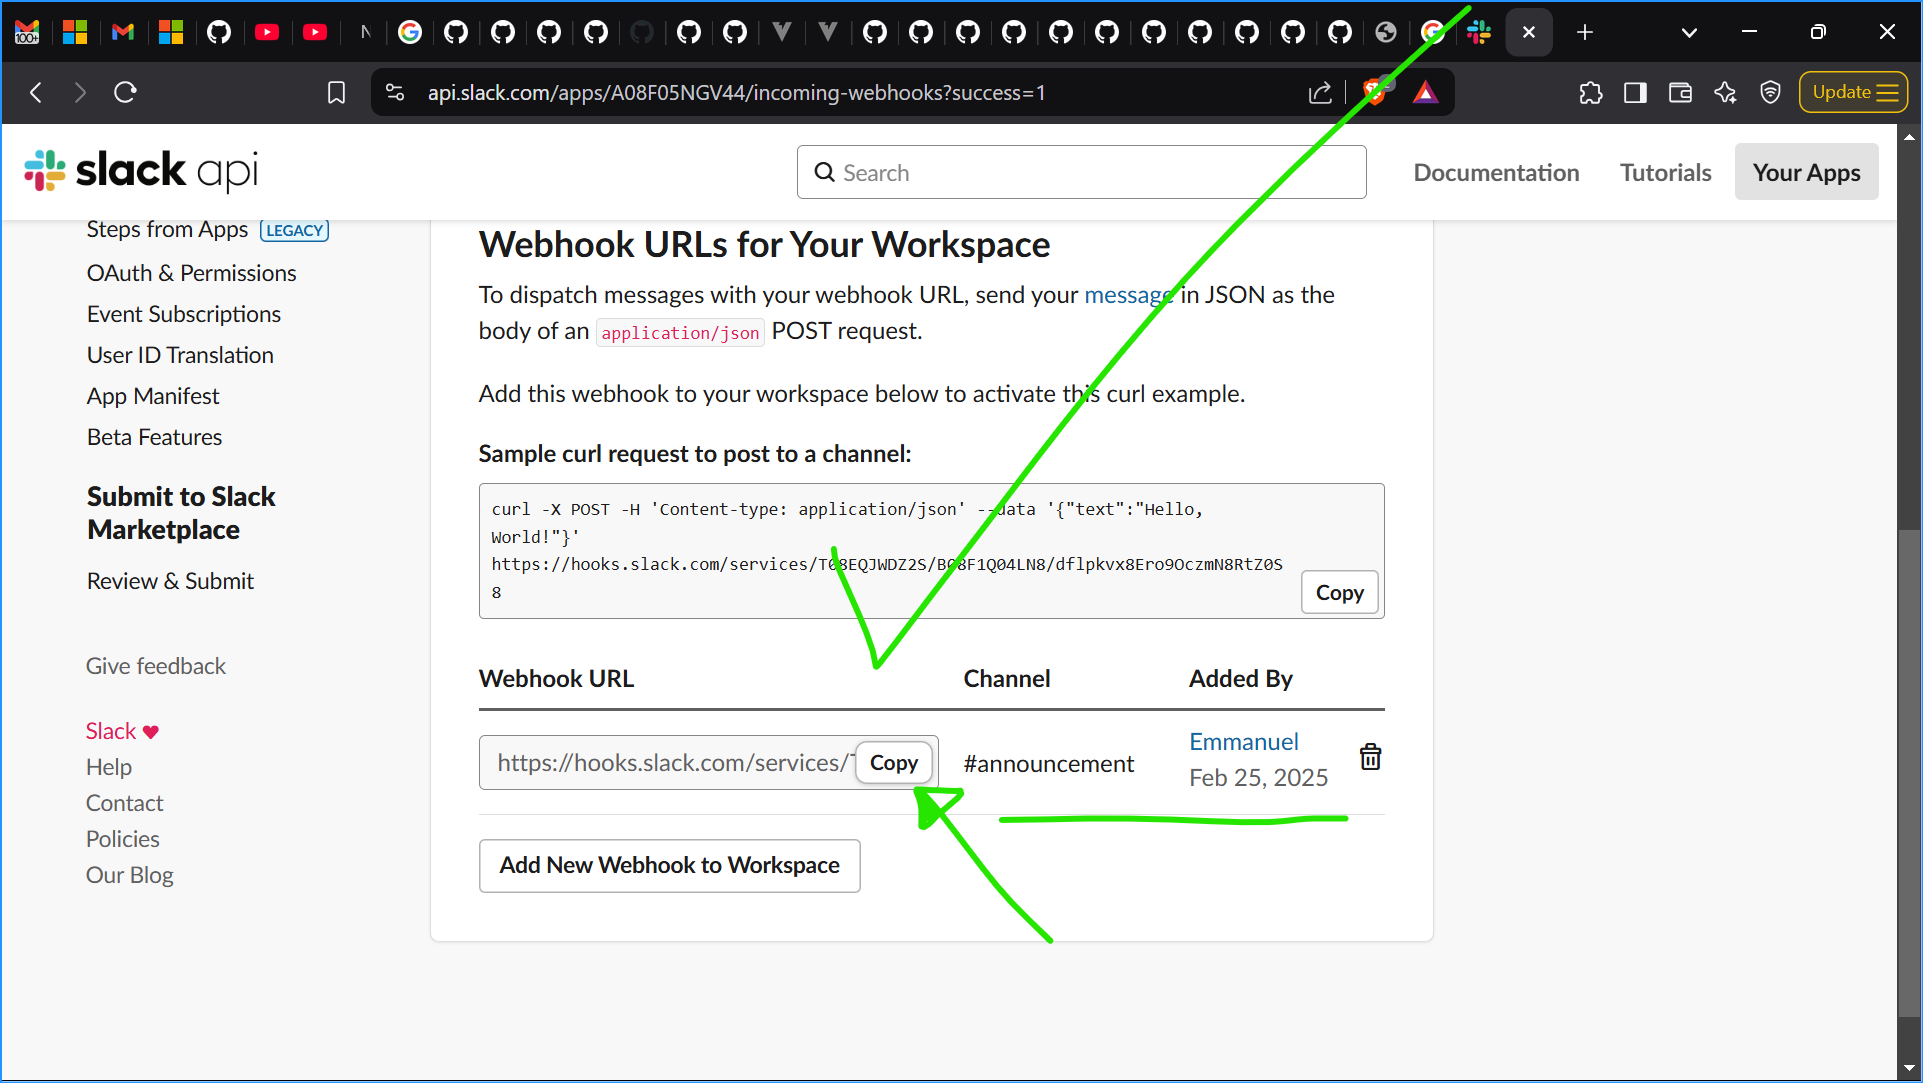 100+
N
api.slack.com/apps/A08F05NGV44/incoming-webhooks?success=1
Update
slack api
Search
Documentation
Tutorials
Your Apps
Steps from Apps LEGACY
OAuth & Permissions
Event Subscriptions
User ID Translation
App Manifest
Beta Features
Submit to Slack
Marketplace
Review & Submit
Give feedback
Slack
Help
Contact
Policies
Our Blog
Webhook URLs for Your Workspace
To dispatch messages with your webhook URL, send your message in JSON as the
body of an application/json POST request.
Add this webhook to your workspace below to activate this curl example.
Sample curl request to post to a channel:
curl -X POST -H 'Content-type: application/json' --data '{"text":"Hello,
World!"}'
https://hooks.slack.com/services/T08EQJWDZ2S/B08F1Q04LN8/dflpkvx8Ero9OczmN8RtZ0S
8
Copy
Webhook URL
Channel
Added By
https://hooks.slack.com/services/T
Copy
#announcement
Emmanuel
Feb 25, 2025
Add New Webhook to Workspace